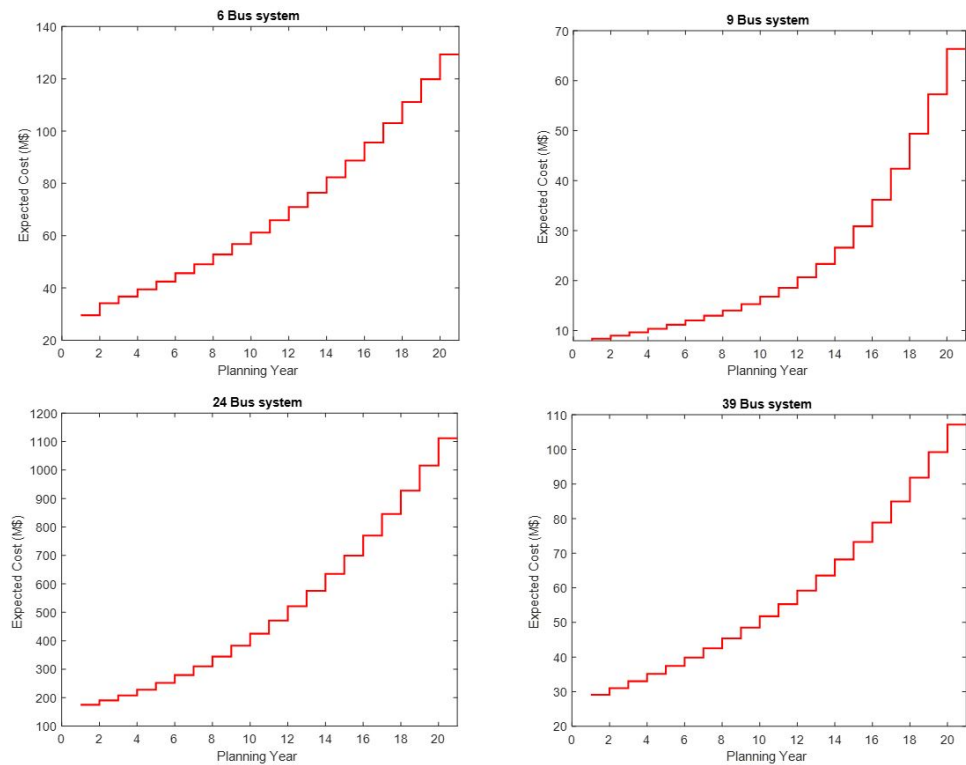 6 Bus system
140
120
100
80
60
40
20
Expected Cost (M$)
0 2 4 6 8 10 12 14 16 18 20
Planning Year
9 Bus system
70
60
50
40
30
20
10
Expected Cost (M$)
0 2 4 6 8 10 12 14 16 18 20
Planning Year
24 Bus system
1200
1100
1000
900
800
700
600
500
400
300
200
100
Expected Cost (M$)
0 2 4 6 8 10 12 14 16 18 20
Planning Year
39 Bus system
110
100
90
80
70
60
50
40
30
20
Expected Cost (M$)
0 2 4 6 8 10 12 14 16 18 20
Planning Year